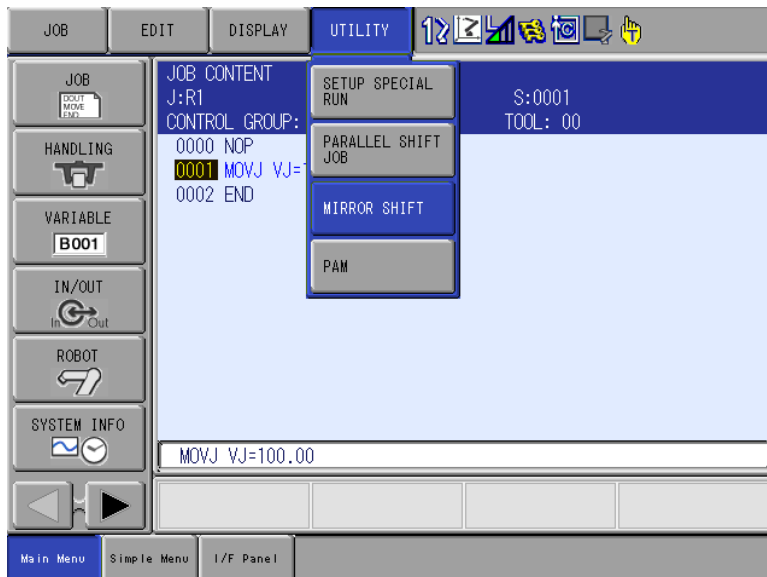 JOB
EDIT
DISPLAY
UTILITY
JOB
DOUT
MOVE
END
HANDLING
VARIABLE
B001
IN/OUT
In Out
ROBOT
SYSTEM INFO
JOB CONTENT
J:R1
S:0001
CONTROL GROUP:
TOOL: 00
0000 NOP
0001 MOVJ VJ=
0002 END
SETUP SPECIAL
RUN
PARALLEL SHIFT
JOB
MIRROR SHIFT
PAM
MOVJ VJ=100.00
Main Menu
Simple Menu
I/F Panel